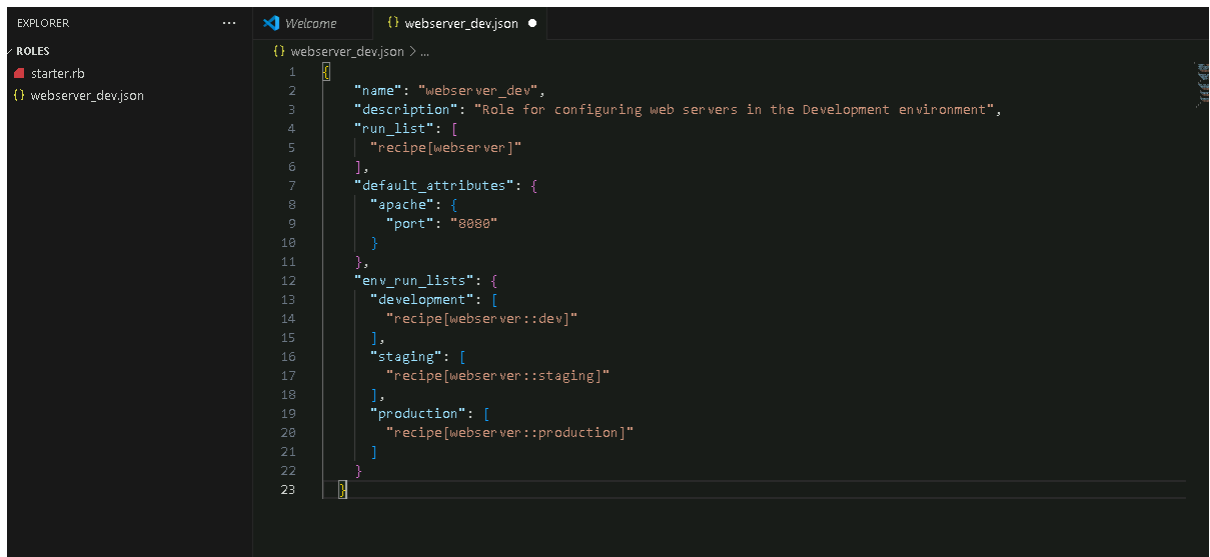 EXPLORER
ROLES
starter.rb
{} webserver_dev.json
Welcome
{} webserver_dev.json
{} webserver_dev.json > ...
1 {
2 "name": "webserver_dev",
3 "description": "Role for configuring web servers in the Development environment",
4 "run_list": [
5 "recipe[webserver]"
6 ],
7 "default_attributes": {
8 "apache": {
9 "port": "8080"
10 }
11 },
12 "env_run_lists": {
13 "development": [
14 "recipe[webserver::dev]"
15 ],
16 "staging": [
17 "recipe[webserver::staging]"
18 ],
19 "production": [
20 "recipe[webserver::production]"
21 ]
22 }
23 }